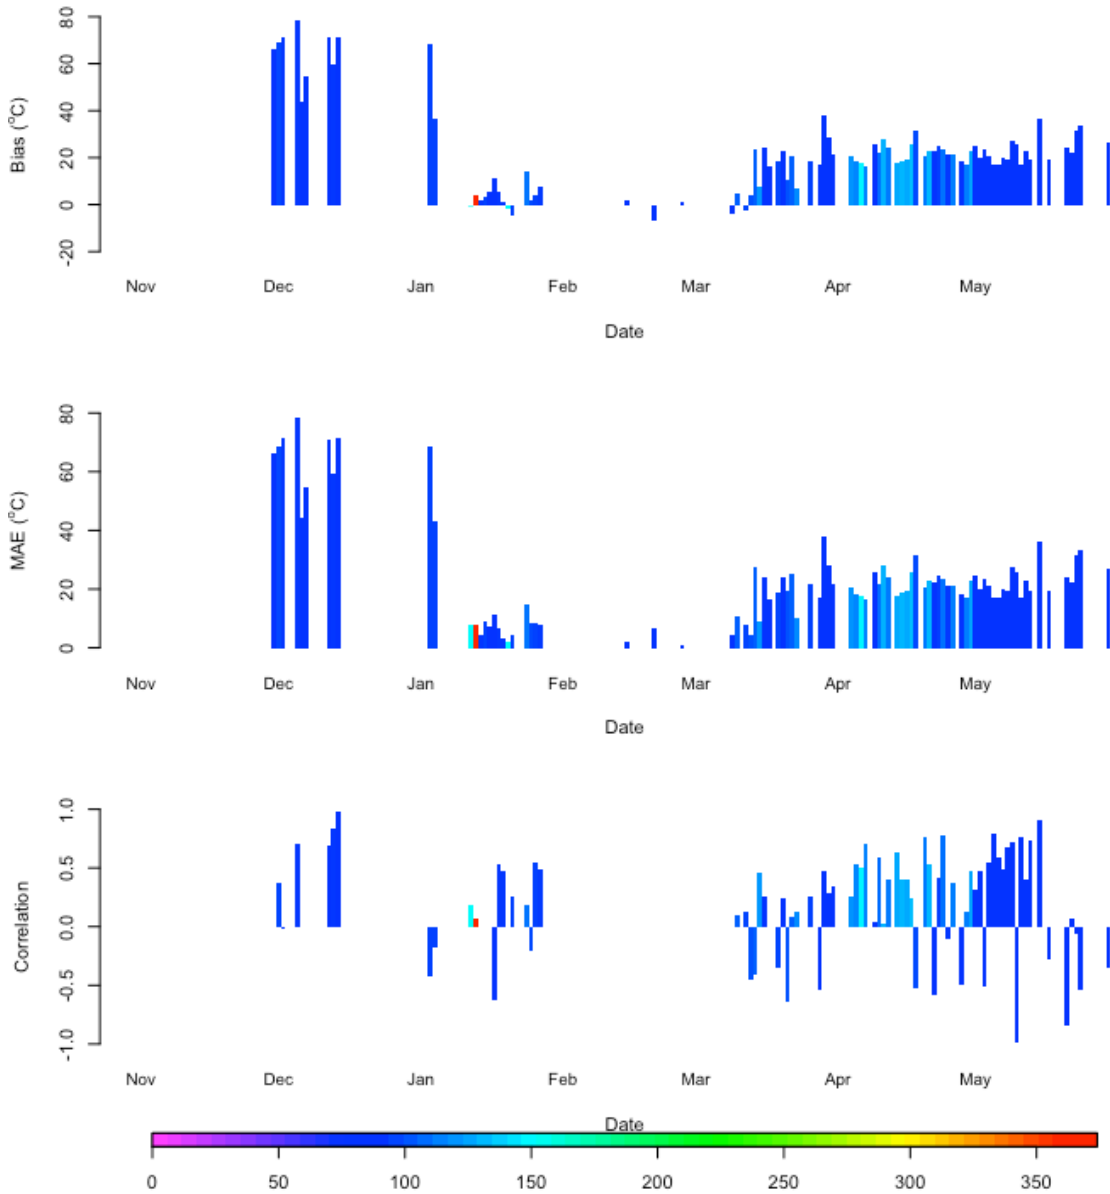 80
60
40
20
0
-20
Bias (°C)
Nov Dec Jan Feb Mar Apr May
Date
80
60
40
20
0
MAE (°C)
Nov Dec Jan Feb Mar Apr May
Date
1.0
0.5
0.0
-0.5
-1.0
Correlation
Nov Dec Jan Feb Mar Apr May
Date
0 50 100 150 200 250 300 350